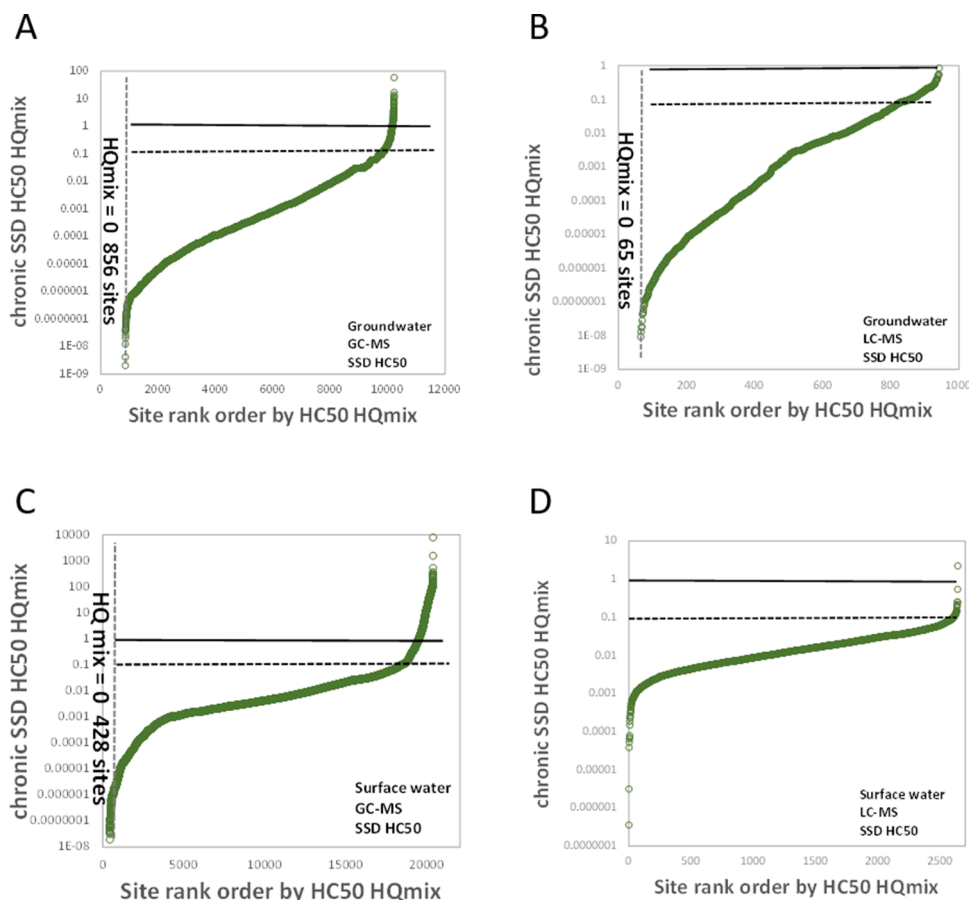 A
chronic SSD HC50 HQmix
100
10
1
0.1
0.01
0.001
0.0001
0.00001
0.000001
0.0000001
1E-08
1E-09
HQmix = 0 856 sites
Groundwater
GC-MS
SSD HC50
0 2000 4000 6000 8000 10000 12000
Site rank order by HC50 HQmix
B
chronic SSD HC50 HQmix
1
0.1
0.01
0.001
0.0001
0.00001
0.000001
0.0000001
1E-08
1E-09
HQmix = 0 65 sites
Groundwater
LC-MS
SSD HC50
0 200 400 600 800 1000
Site rank order by HC50 HQmix
C
chronic SSD HC50 HQmix
10000
1000
100
10
1
0.1
0.01
0.001
0.0001
0.00001
0.000001
0.0000001
1E-08
HQ mix = 0 428 sites
Surface water
GC-MS
SSD HC50
0 5000 10000 15000 20000
Site rank order by HC50 HQmix
D
chronic SSD HC50 HQmix
10
1
0.1
0.01
0.001
0.0001
0.00001
0.000001
0.0000001
Surface water
LC-MS
SSD HC50
0 500 1000 1500 2000 2500
Site rank order by HC50 HQmix